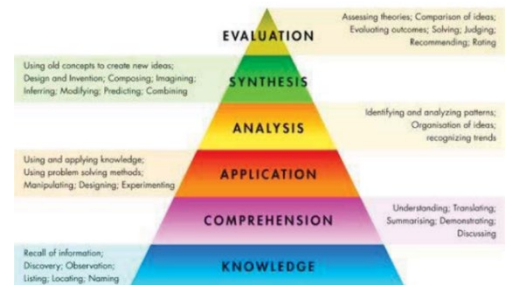 Assessing theories; Comparison of ideas;
Evaluating outcomes; Solving; Judging;
Recommending; Rating
EVALUATION
Using old concepts to create new ideas;
Design and Invention; Composing; Imagining;
Inferring; Modifying; Predicting; Combining
SYNTHESIS
Identifying and analyzing patterns;
Organisation of ideas;
recognizing trends
ANALYSIS
Using and applying knowledge;
Using problem solving methods;
Manipulating; Designing; Experimenting
APPLICATION
Understanding; Translating;
Summarising; Demonstrating;
Discussing
COMPREHENSION
Recall of information;
Discovery; Observation;
Listing; Locating; Naming
KNOWLEDGE